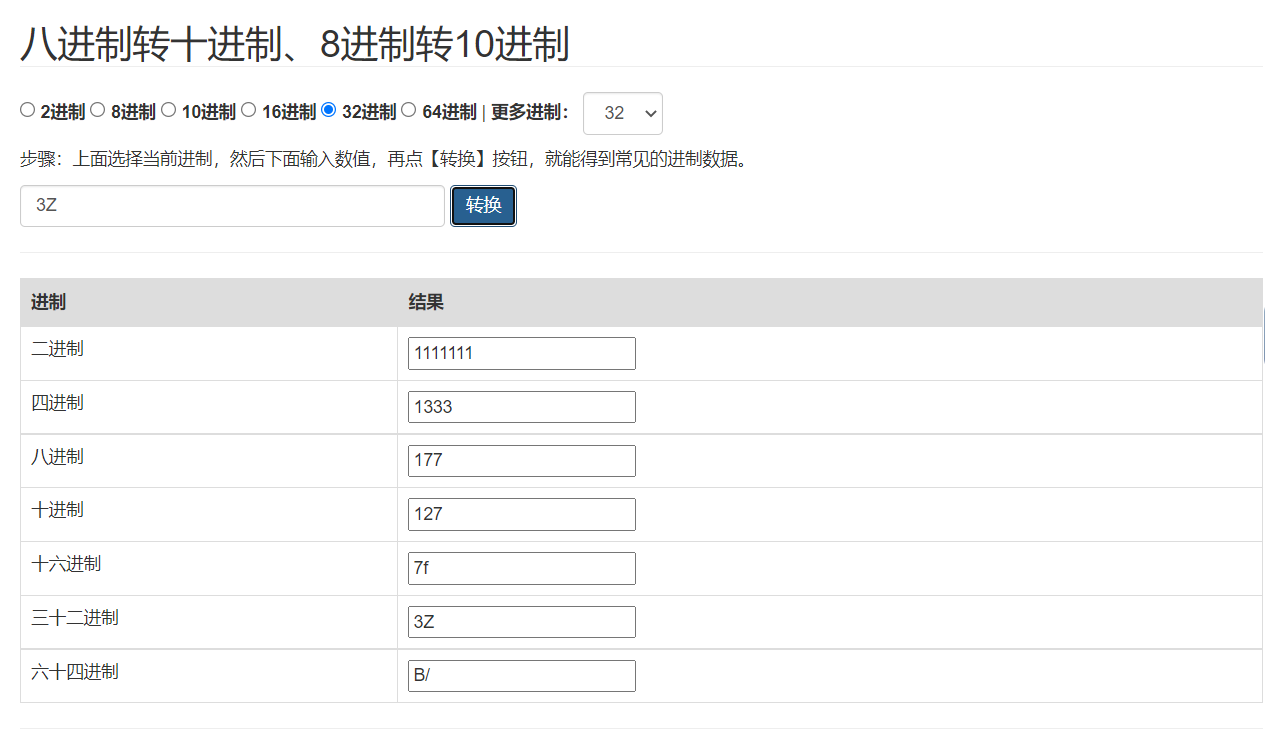 八进制转十进制、8进制转10进制
2进制 8进制 10进制 16进制 32进制 64进制 | 更多进制： 32
步骤：上面选择当前进制，然后下面输入数值，再点【转换】按钮，就能得到常见的进制数据。
3Z 转换
进制 结果
二进制 1111111
四进制 1333
八进制 177
十进制 127
十六进制 7f
三十二进制 3Z
六十四进制 B/